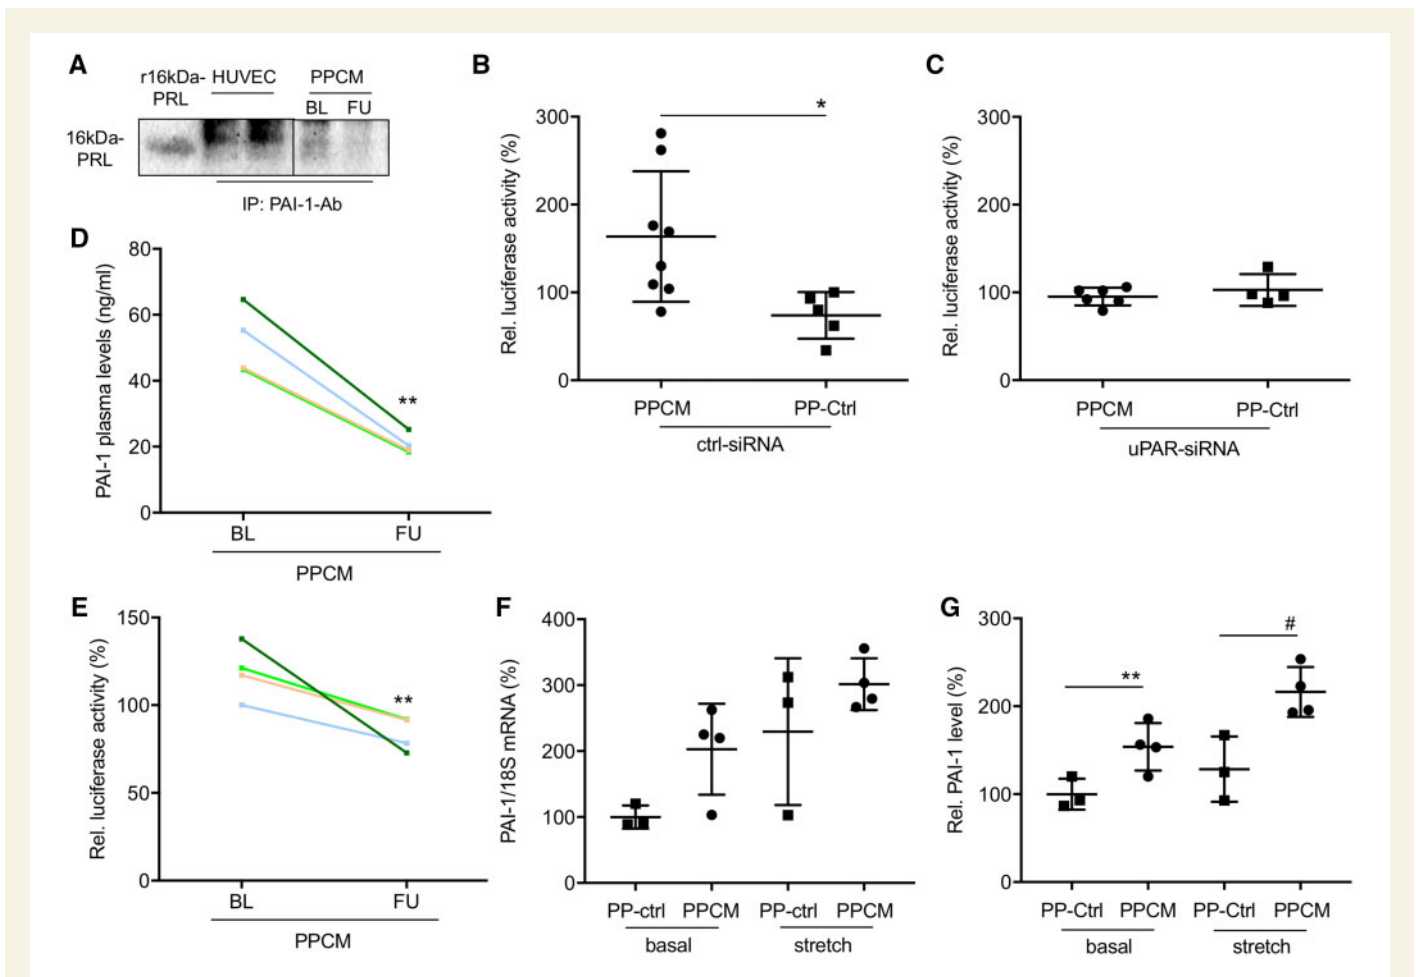 A
r16kDa-
PRL
HUVEC
PPCM
BL FU
16kDa-
PRL
IP: PAI-1-Ab
B
Rel. luciferase activity (%)
300
200
100
0
*
PPCM PP-Ctrl
ctrl-siRNA
C
Rel. luciferase activity (%)
300
200
100
0
PPCM PP-Ctrl
uPAR-siRNA
D
PAI-1 plasma levels (ng/ml)
80
60
40
20
0
**
BL FU
PPCM
E
Rel. luciferase activity (%)
150
100
50
0
**
BL FU
PPCM
F
PAI-1/18S mRNA (%)
400
300
200
100
0
PP-ctrl PPCM PP-ctrl PPCM
basal stretch
G
Rel. PAI-1 level (%)
300
200
100
0
**
#
PP-Ctrl PPCM PP-Ctrl PPCM
basal stretch